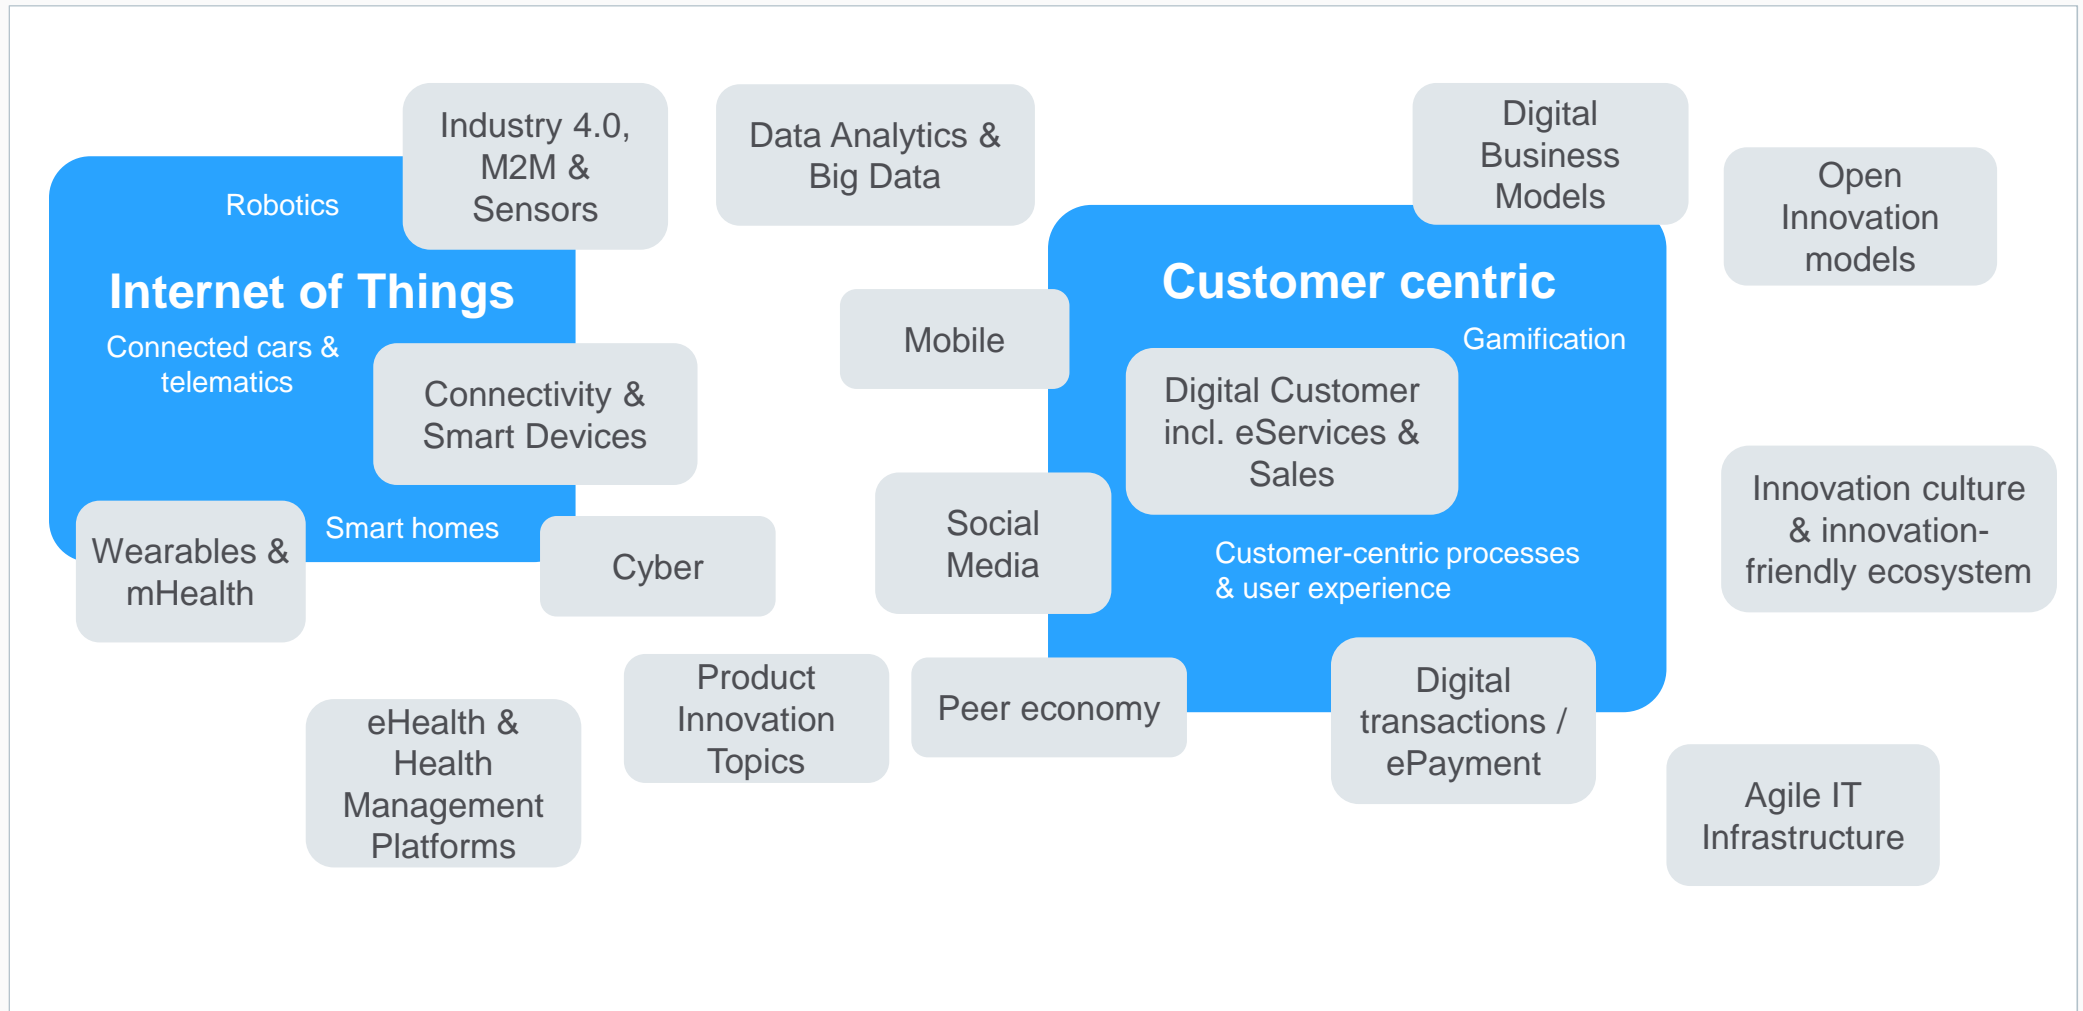 Industry 4.0,
M2M &
Sensors
Data Analytics &
Big Data
Digital
Business
Models
Open
Innovation
models
Robotics
Internet of Things
Connected cars &
telematics
Connectivity &
Smart Devices
Wearables &
mHealth
Smart homes
Cyber
Mobile
Customer centric
Gamification
Digital Customer
incl. eServices &
Sales
Social
Media
Customer-centric processes
& user experience
Innovation culture
& innovation-
friendly ecosystem
eHealth &
Health
Management
Platforms
Product
Innovation
Topics
Peer economy
Digital
transactions /
ePayment
Agile IT
Infrastructure